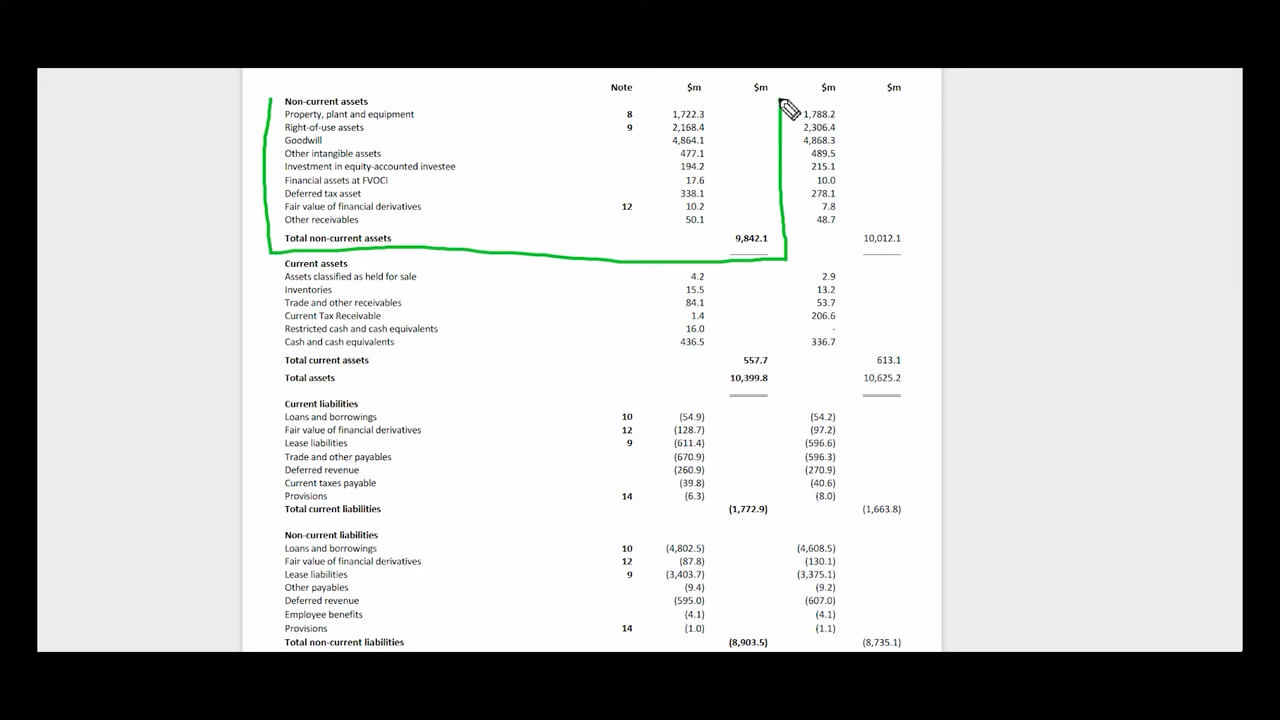 Note $m $m $m $m
Non-current assets
Property, plant and equipment 8 1,722.3 1,788.2
Right-of-use assets 9 2,168.4 2,306.4
Goodwill 4,864.1 4,868.3
Other intangible assets 477.1 489.5
Investment in equity-accounted investee 194.2 215.1
Financial assets at FVOCI 17.6 10.0
Deferred tax asset 338.1 278.1
Fair value of financial derivatives 12 10.2 7.8
Other receivables 50.1 48.7
Total non-current assets 9,842.1 10,012.1
Current assets
Assets classified as held for sale 4.2 2.9
Inventories 15.5 13.2
Trade and other receivables 84.1 53.7
Current Tax Receivable 1.4 206.6
Restricted cash and cash equivalents 16.0 -
Cash and cash equivalents 436.5 336.7
Total current assets 557.7 613.1
Total assets 10,399.8 10,625.2
Current liabilities
Loans and borrowings 10 (54.9) (54.2)
Fair value of financial derivatives 12 (128.7) (97.2)
Lease liabilities 9 (611.4) (596.6)
Trade and other payables (670.9) (596.3)
Deferred revenue (260.9) (270.9)
Current taxes payable (39.8) (40.6)
Provisions 14 (6.3) (8.0)
Total current liabilities (1,772.9) (1,663.8)
Non-current liabilities
Loans and borrowings 10 (4,802.5) (4,608.5)
Fair value of financial derivatives 12 (87.8) (130.1)
Lease liabilities 9 (3,403.7) (3,375.1)
Other payables (9.4) (9.2)
Deferred revenue (595.0) (607.0)
Employee benefits (4.1) (4.1)
Provisions 14 (1.0) (1.1)
Total non-current liabilities (8,903.5) (8,735.1)